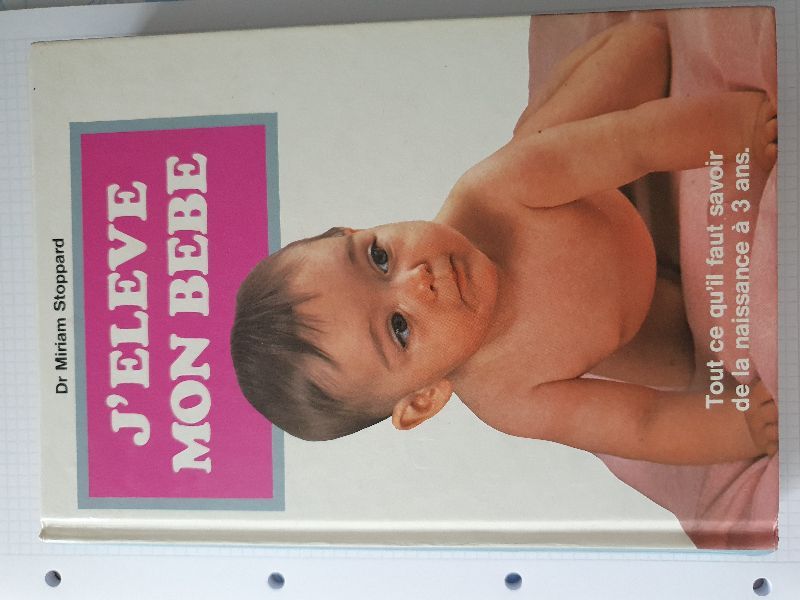 Dr Miriam Stoppard
J'ELEVE
MON BEBE
Tout ce qu'il faut savoir
de la naissance à 3 ans.